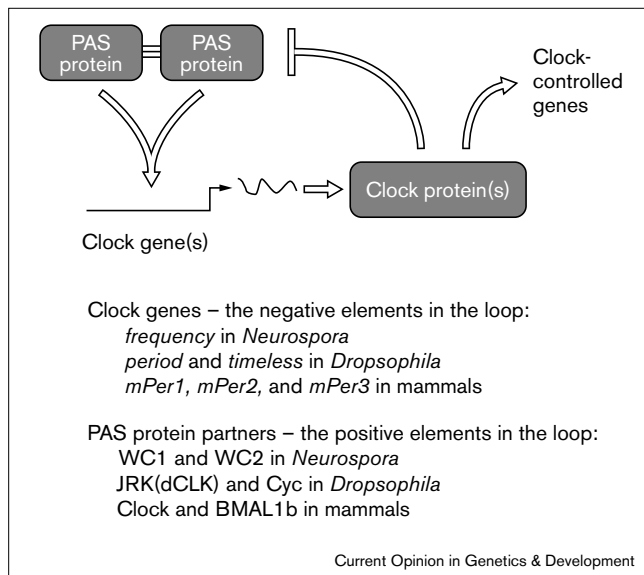 PAS
protein
PAS
protein
Clock-
controlled
genes
Clock protein(s)
Clock gene(s)
Clock genes – the negative elements in the loop:
frequency in Neurospora
period and timeless in Dropsophila
mPer1, mPer2, and mPer3 in mammals
PAS protein partners – the positive elements in the loop:
WC1 and WC2 in Neurospora
JRK(dCLK) and Cyc in Dropsophila
Clock and BMAL1b in mammals
Current Opinion in Genetics & Development